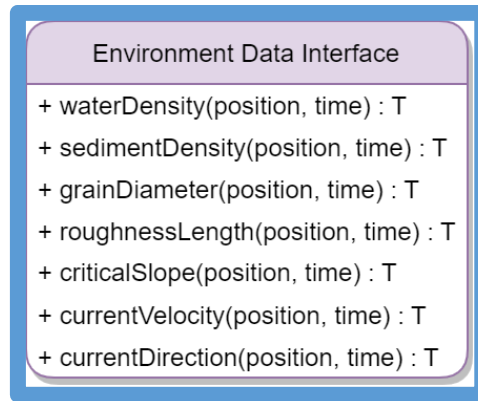 Environment Data Interface
+ waterDensity(position, time) : T
+ sedimentDensity(position, time) : T
+ grainDiameter(position, time) : T
+ roughnessLength(position, time) : T
+ criticalSlope(position, time) : T
+ currentVelocity(position, time) : T
+ currentDirection(position, time) : T